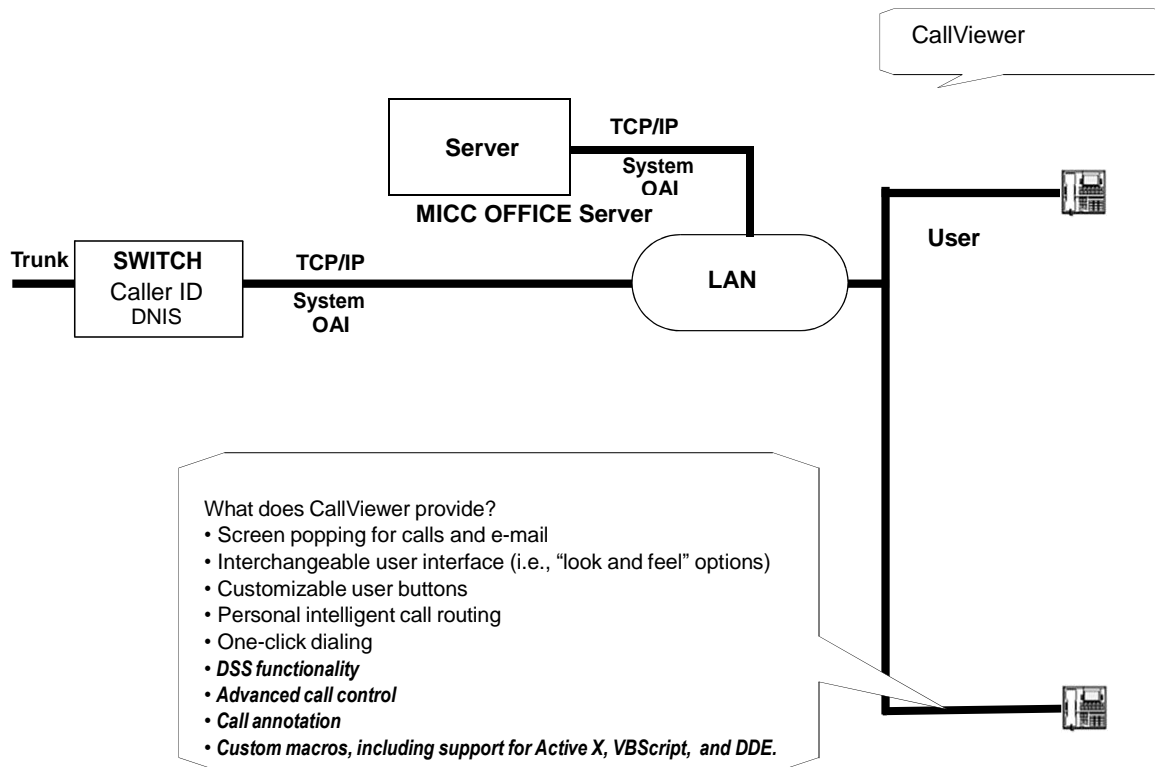 CallViewer
Server
TCP/IP
System
OAI
MICC OFFICE Server
User
Trunk
SWITCH
Caller ID
DNIS
TCP/IP
System
OAI
LAN
What does CallViewer provide?
• Screen popping for calls and e-mail
• Interchangeable user interface (i.e., “look and feel” options)
• Customizable user buttons
• Personal intelligent call routing
• One-click dialing
• DSS functionality
• Advanced call control
• Call annotation
• Custom macros, including support for Active X, VBScript, and DDE.